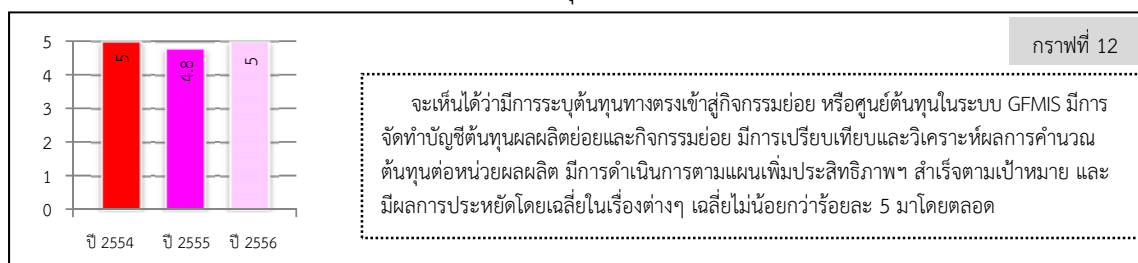 กราฟที่ 12
5
4
3
2
1
0
5
4.8
5
ปี 2554 ปี 2555 ปี 2556
จะเห็นได้ว่ามีการระบุต้นทุนทางตรงเข้าสู่กิจกรรมย่อย หรือศูนย์ต้นทุนในระบบ GFMIS มีการ
จัดทำบัญชีต้นทุนผลผลิตย่อยและกิจกรรมย่อย มีการเปรียบเทียบและวิเคราะห์ผลการคำนวณ
ต้นทุนต่อหน่วยผลผลิต มีการดำเนินการตามแผนเพิ่มประสิทธิภาพฯ สำเร็จตามเป้าหมาย และ
มีผลการประหยัดโดยเฉลี่ยในเรื่องต่างๆ เฉลี่ยไม่น้อยกว่าร้อยละ 5 มาโดยตลอด